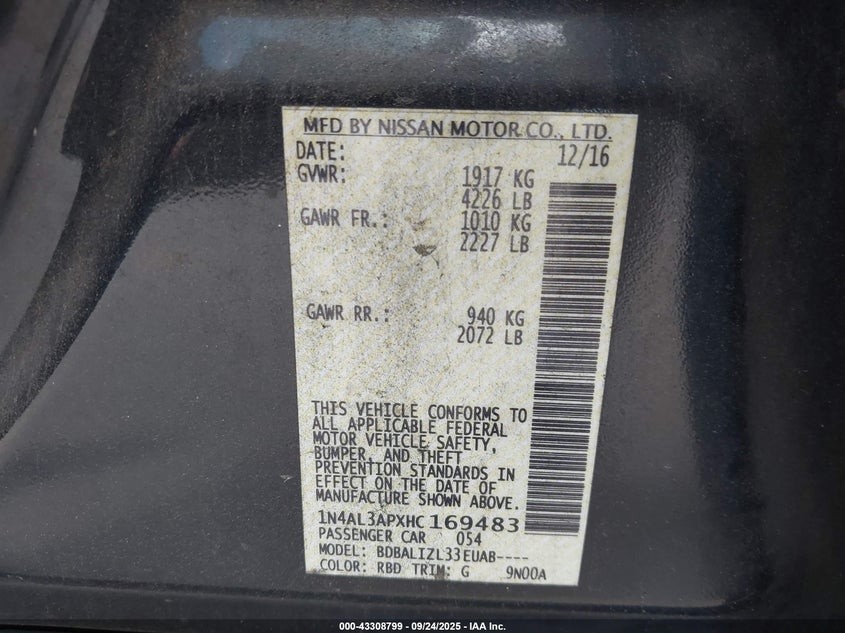 MFD BY NISSAN MOTOR CO., LTD.
DATE: 12/16
GVWR: 1917 KG
4226 LB
GAWR FR.: 1010 KG
2227 LB
GAWR RR.: 940 KG
2072 LB
THIS VEHICLE CONFORMS TO
ALL APPLICABLE FEDERAL
MOTOR VEHICLE SAFETY,
BUMPER, AND THEFT
PREVENTION STANDARDS IN
EFFECT ON THE DATE OF
MANUFACTURE SHOWN ABOVE.
1N4AL3APXHC169483
PASSENGER CAR 054
MODEL: BDBALIZL33EUAB----
COLOR: RBD TRIM: G 9N00A
000-43308799 - 09/24/2025 - IAA Inc.